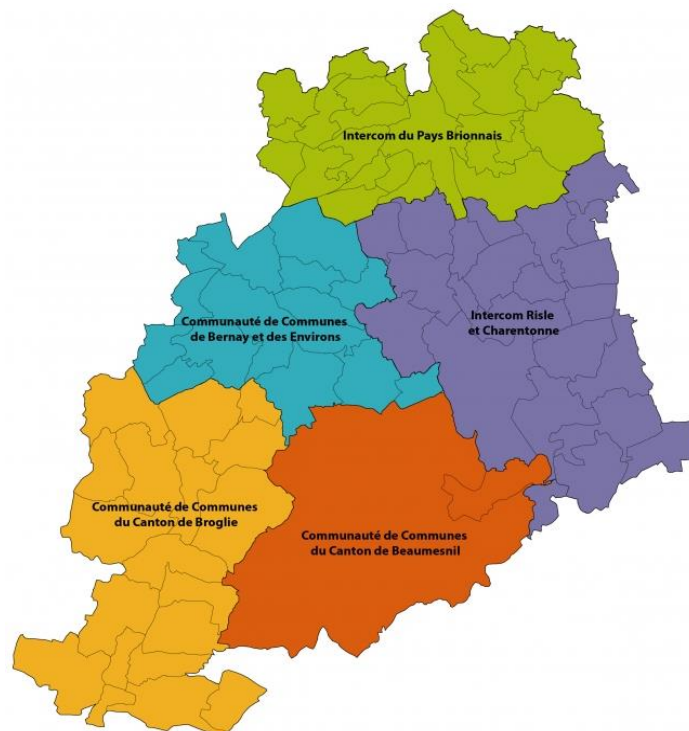 Intercom du Pays Brionnais
Communauté de Communes
de Bernay et des Environs
Intercom Risle
et Charentonne
Communauté de Communes
du Canton de Broglie
Communauté de Communes
du Canton de Beaumesnil